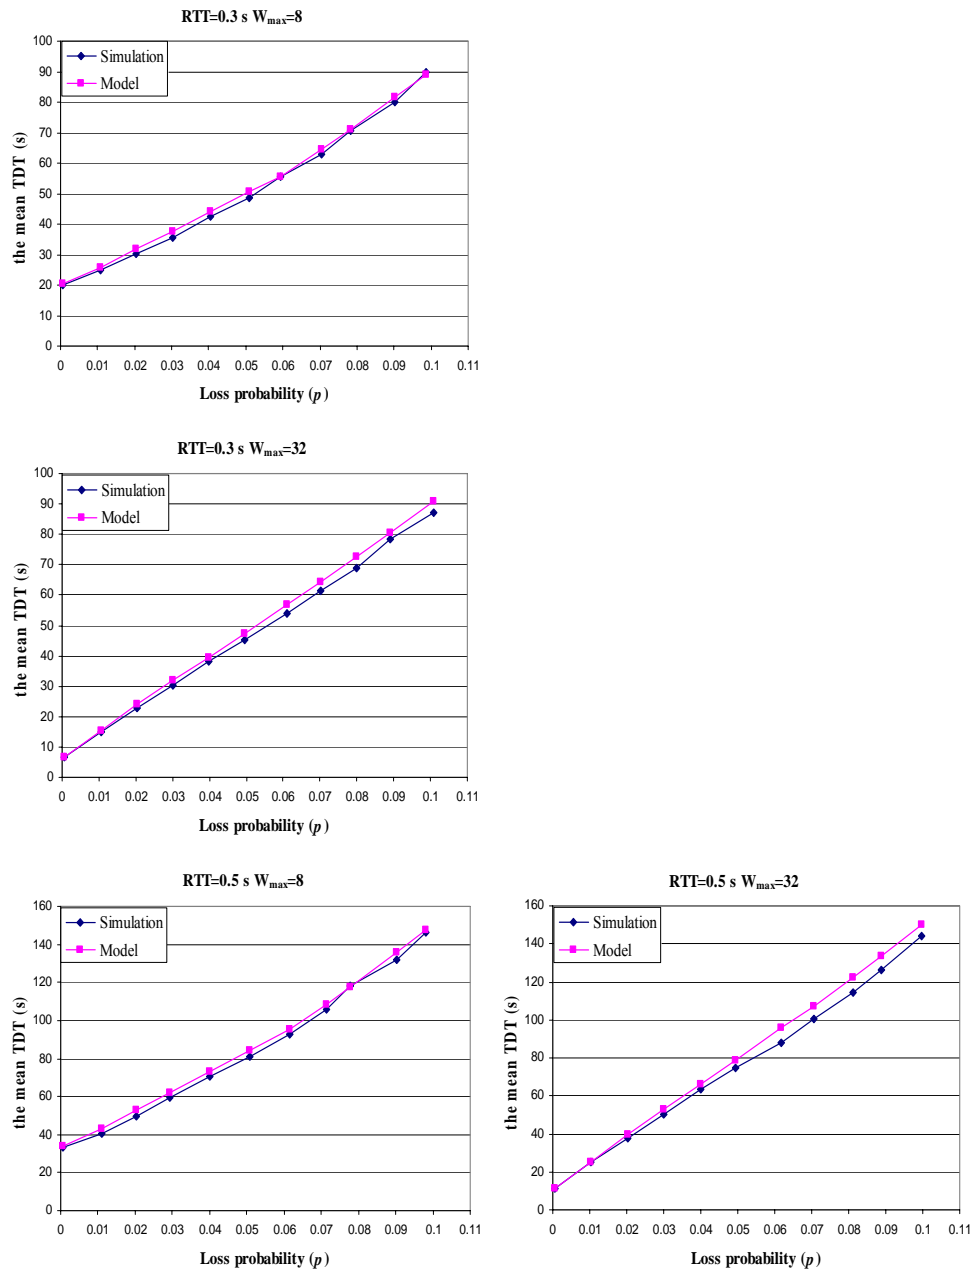 RTT=0.3 s Wmax=8
100
90
80
70
60
50
40
30
20
10
0
the mean TDT (s)
Simulation
Model
0 0.01 0.02 0.03 0.04 0.05 0.06 0.07 0.08 0.09 0.1 0.11
Loss probability (p)
RTT=0.3 s Wmax=32
100
90
80
70
60
50
40
30
20
10
0
the mean TDT (s)
Simulation
Model
0 0.01 0.02 0.03 0.04 0.05 0.06 0.07 0.08 0.09 0.1 0.11
Loss probability (p)
RTT=0.5 s Wmax=8
160
140
120
100
80
60
40
20
0
the mean TDT (s)
Simulation
Model
0 0.01 0.02 0.03 0.04 0.05 0.06 0.07 0.08 0.09 0.1 0.11
Loss probability (p)
RTT=0.5 s Wmax=32
160
140
120
100
80
60
40
20
0
the mean TDT (s)
Simulation
Model
0 0.01 0.02 0.03 0.04 0.05 0.06 0.07 0.08 0.09 0.1 0.11
Loss probability (p)